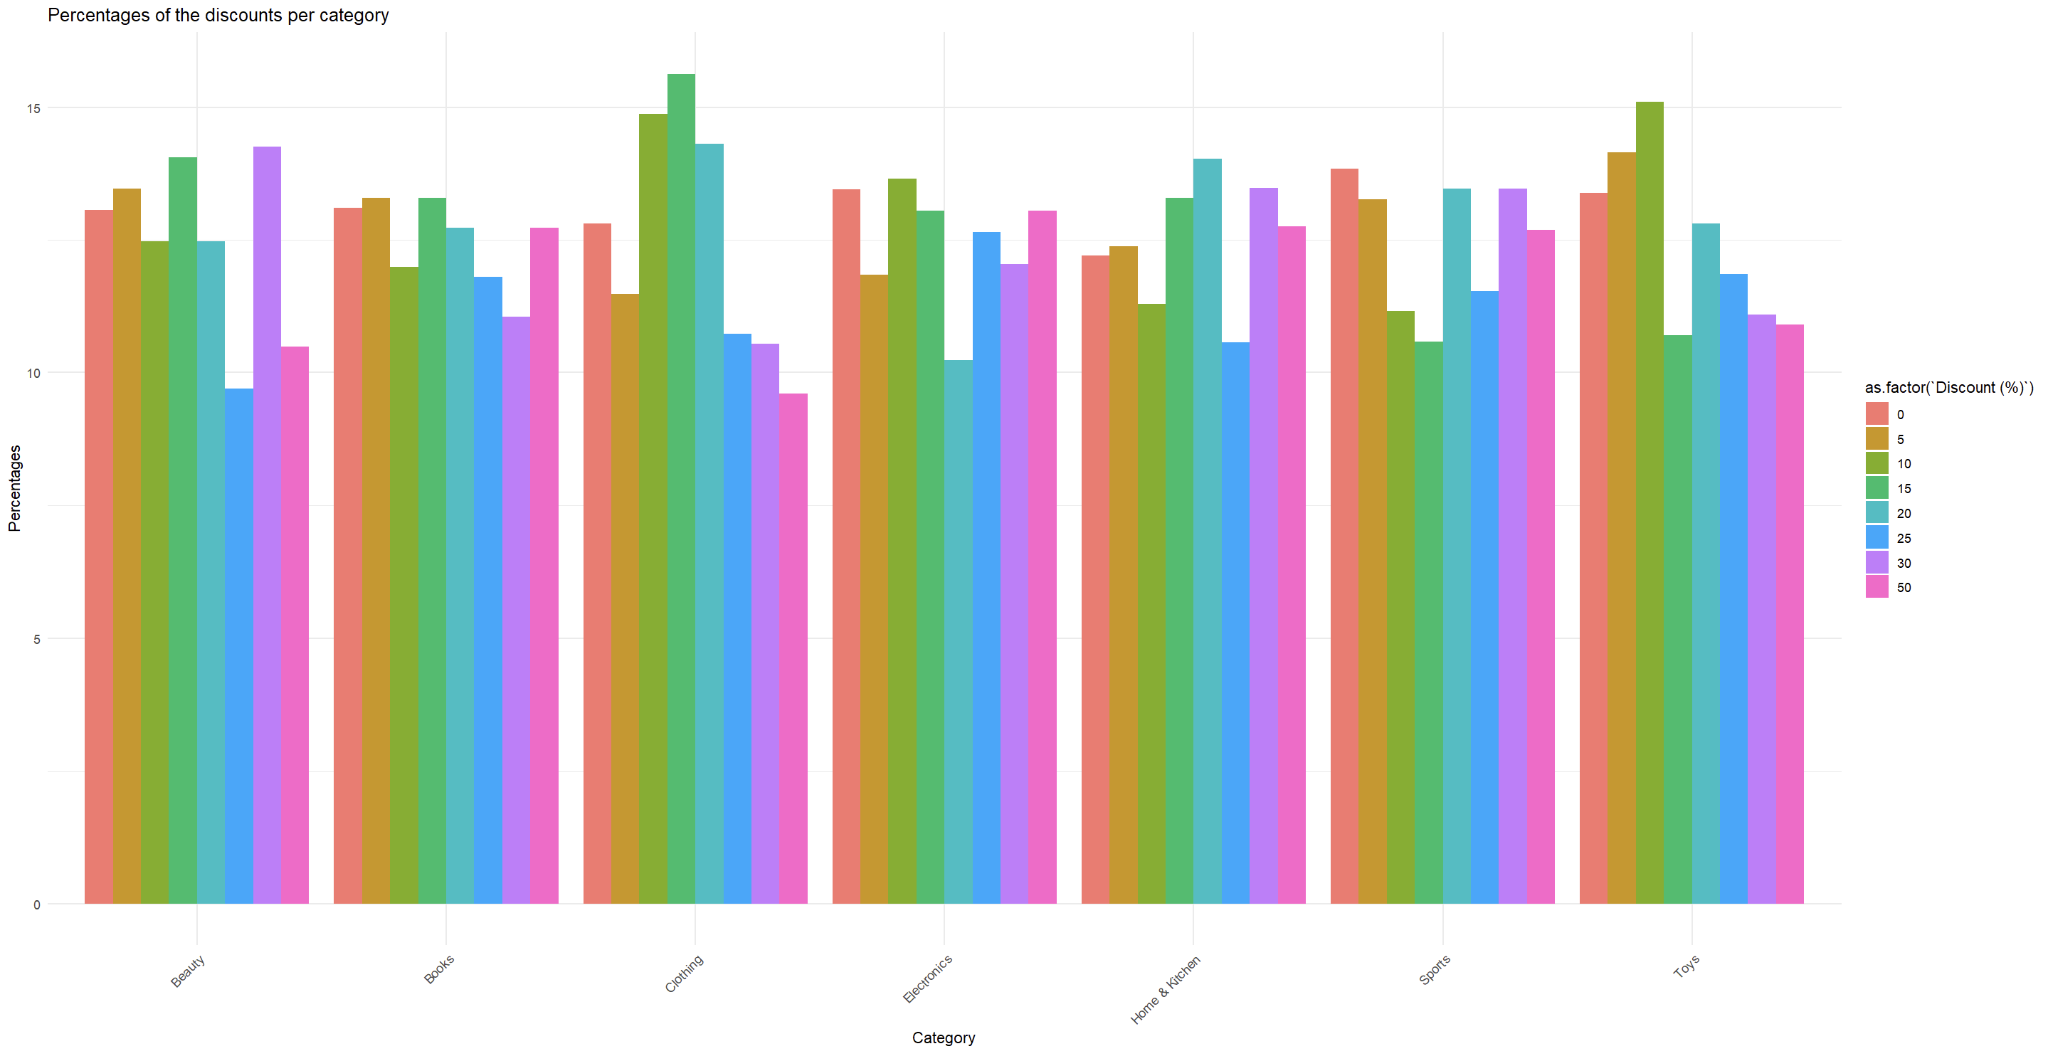 Percentages of the discounts per category
Percentages
15
10
5
0
Beauty
Books
Clothing
Electronics
Home & Kitchen
Sports
Toys
Category
as.factor(`Discount (%)`)
0
5
10
15
20
25
30
50